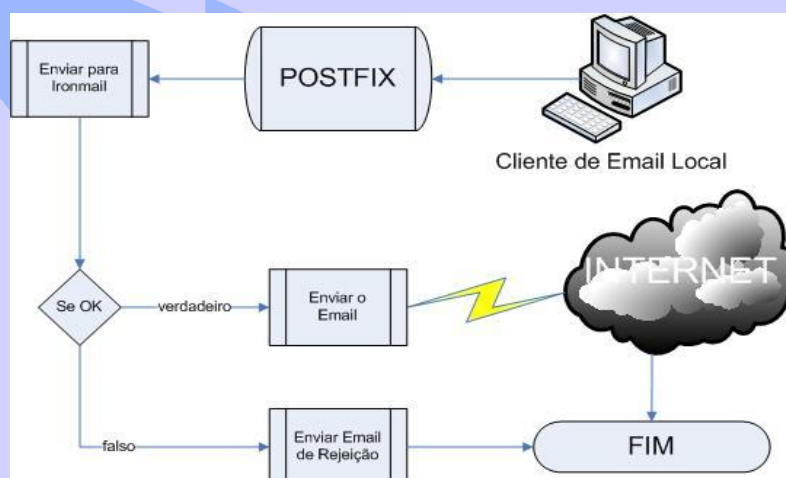 Enviar para
Ironmail
POSTFIX
Cliente de Email Local
INTERNET
Se OK
verdadeiro
Enviar o
Email
falso
Enviar Email
de Rejeição
FIM